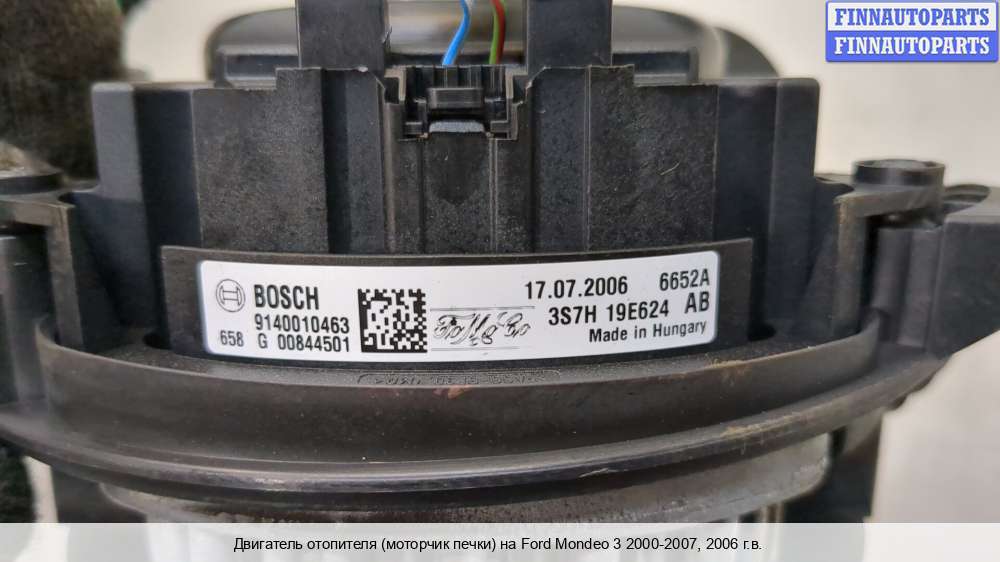 FINNAUTOPARTS
FINNAUTOPARTS
BOSCH
9140010463
658 G 00844501
17.07.2006 6652A
3S7H 19E624 AB
Made in Hungary
Двигатель отопителя (моторчик печки) на Ford Mondeo 3 2000-2007, 2006 г.в.